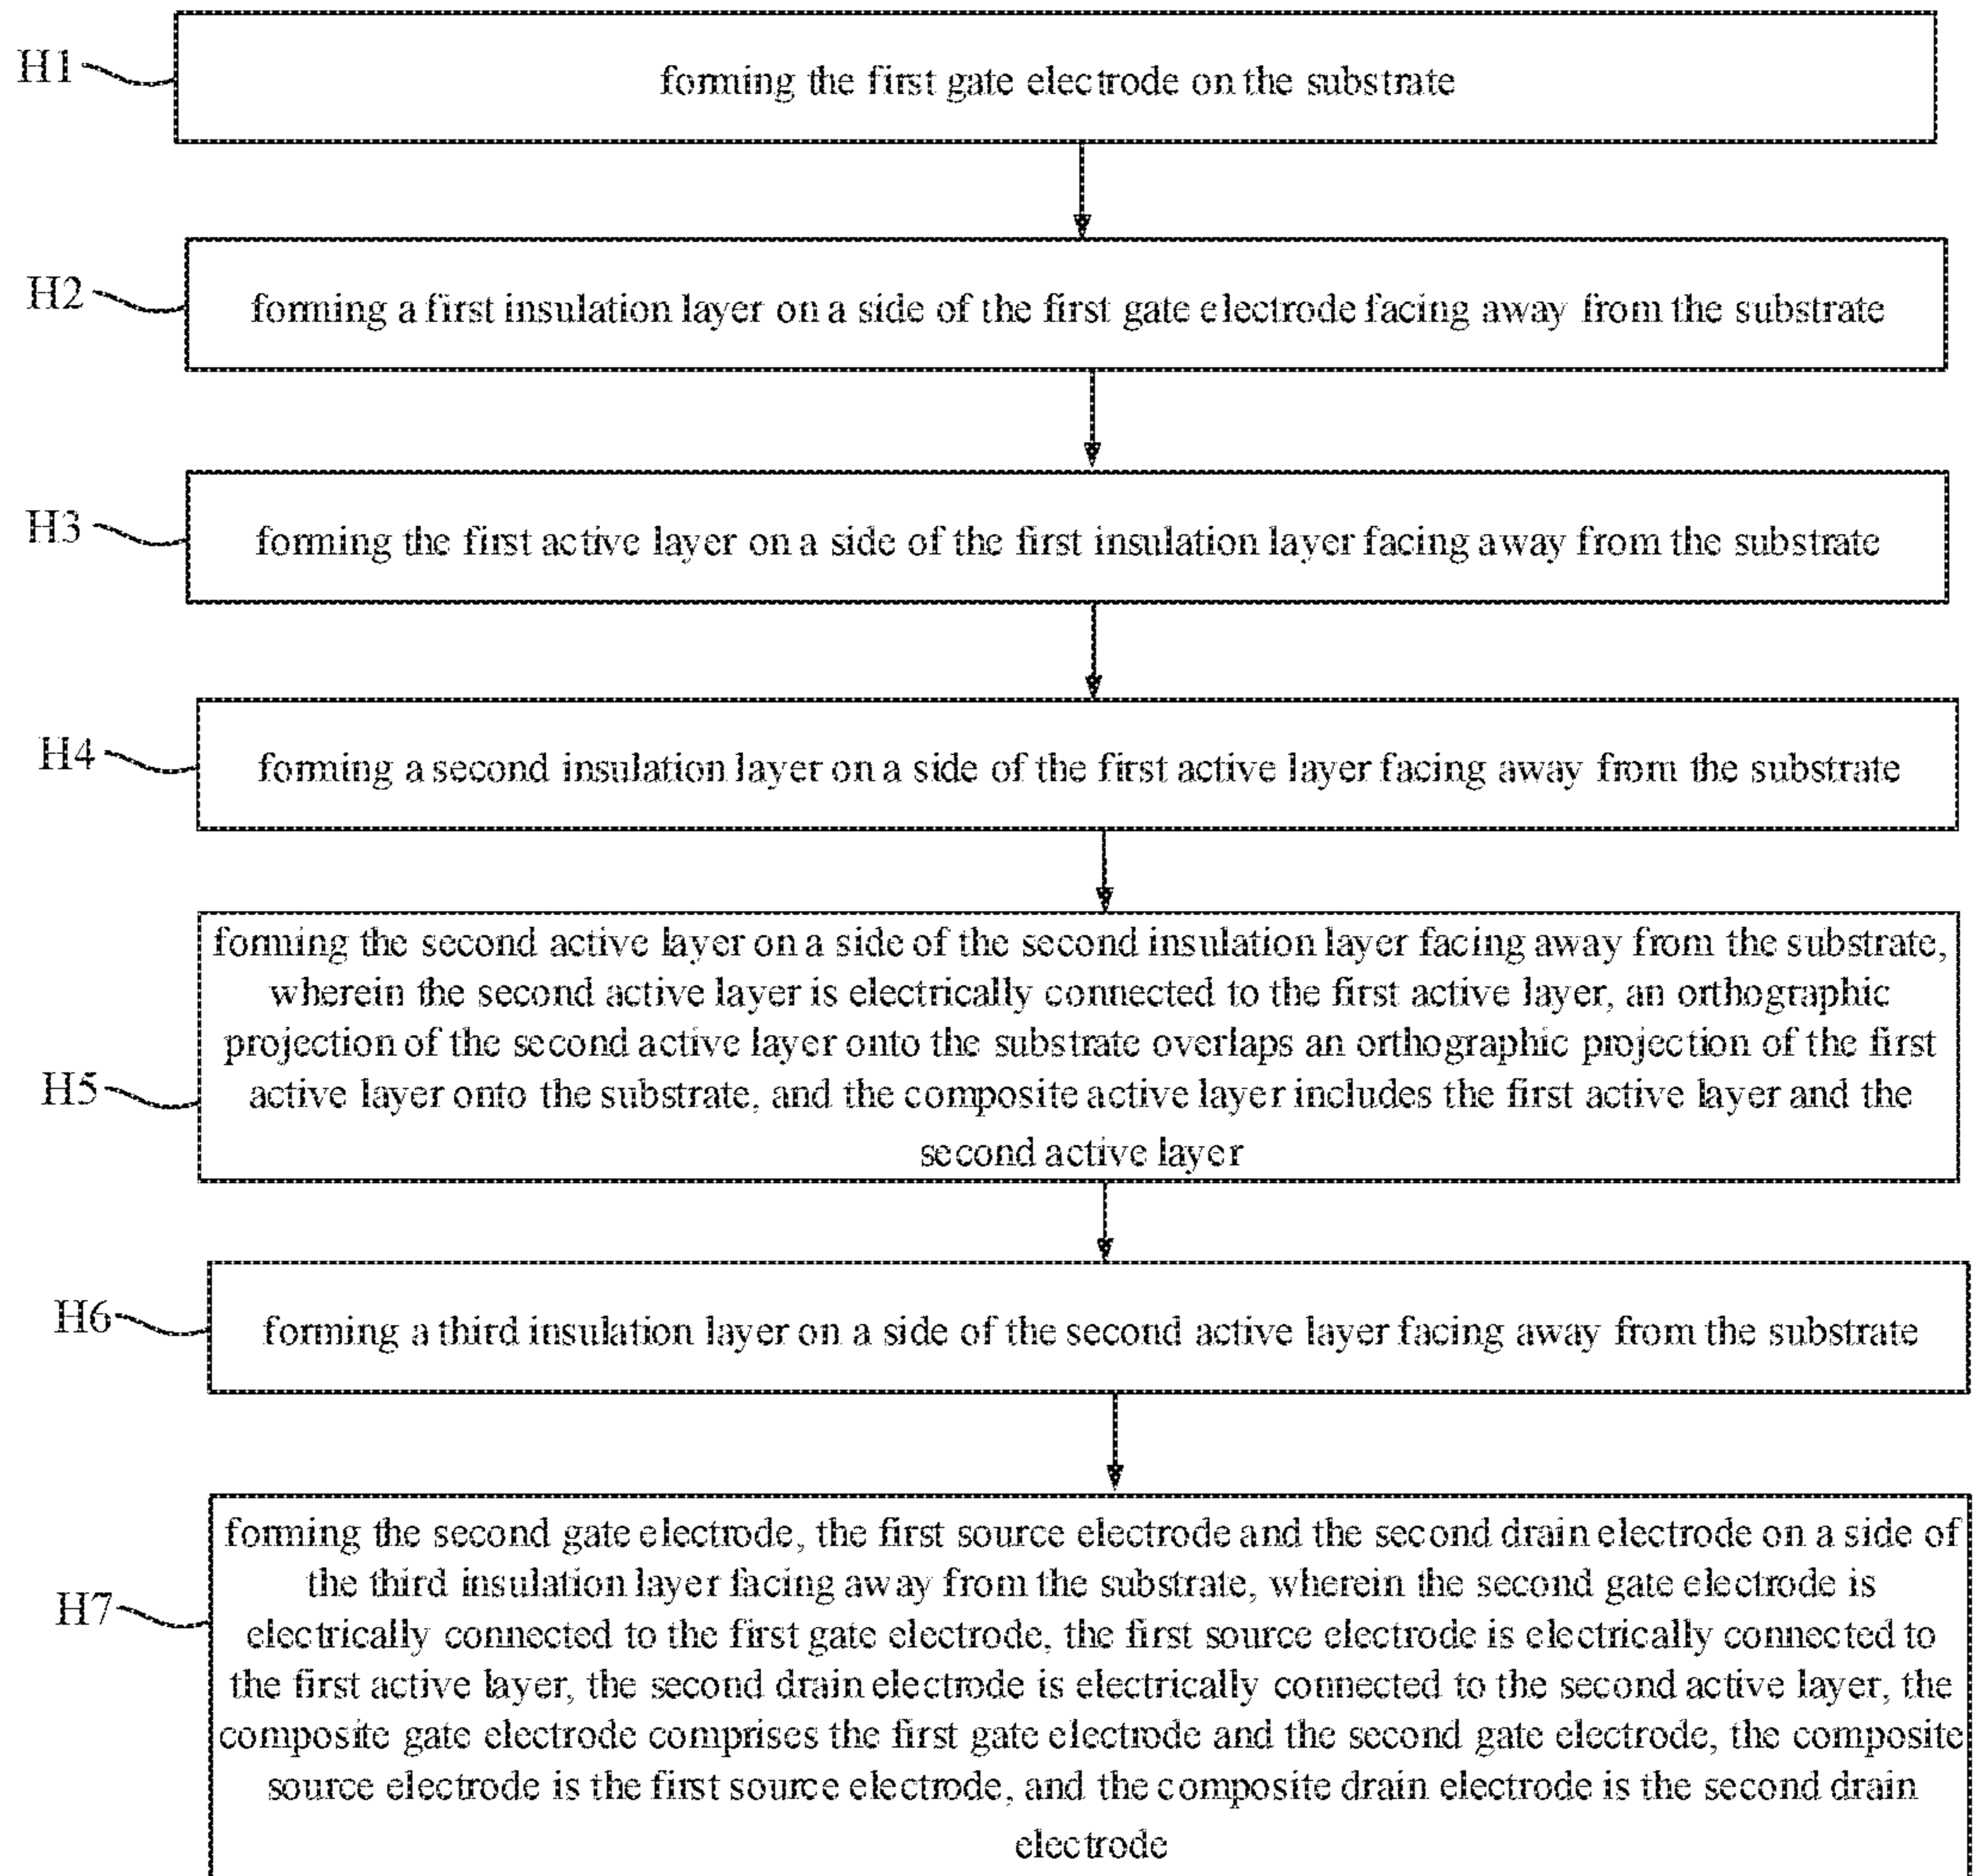 H1
forming the first gate electrode on the substrate
H2
forming a first insulation layer on a side of the first gate electrode facing away from the substrate
H3
forming the first active layer on a side of the first insulation layer facing away from the substrate
H4
forming a second insulation layer on a side of the first active layer facing away from the substrate
H5
forming the second active layer on a side of the second insulation layer facing away from the substrate,
wherein the second active layer is electrically connected to the first active layer, an orthographic
projection of the second active layer onto the substrate overlaps an orthographic projection of the first
active layer onto the substrate, and the composite active layer includes the first active layer and the
second active layer
H6
forming a third insulation layer on a side of the second active layer facing away from the substrate
H7
forming the second gate electrode, the first source electrode and the second drain electrode on a side of
the third insulation layer facing away from the substrate, wherein the second gate electrode is
electrically connected to the first gate electrode, the first source electrode is electrically connected to
the first active layer, the second drain electrode is electrically connected to the second active layer, the
composite gate electrode comprises the first gate electrode and the second gate electrode, the composite
source electrode is the first source electrode, and the composite drain electrode is the second drain
electrode